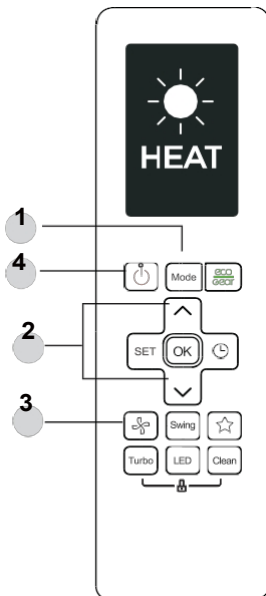 HEAT
1
4
Mode
eco
GEAR
2
SET
OK
3
Swing
Turbo
LED
Clean